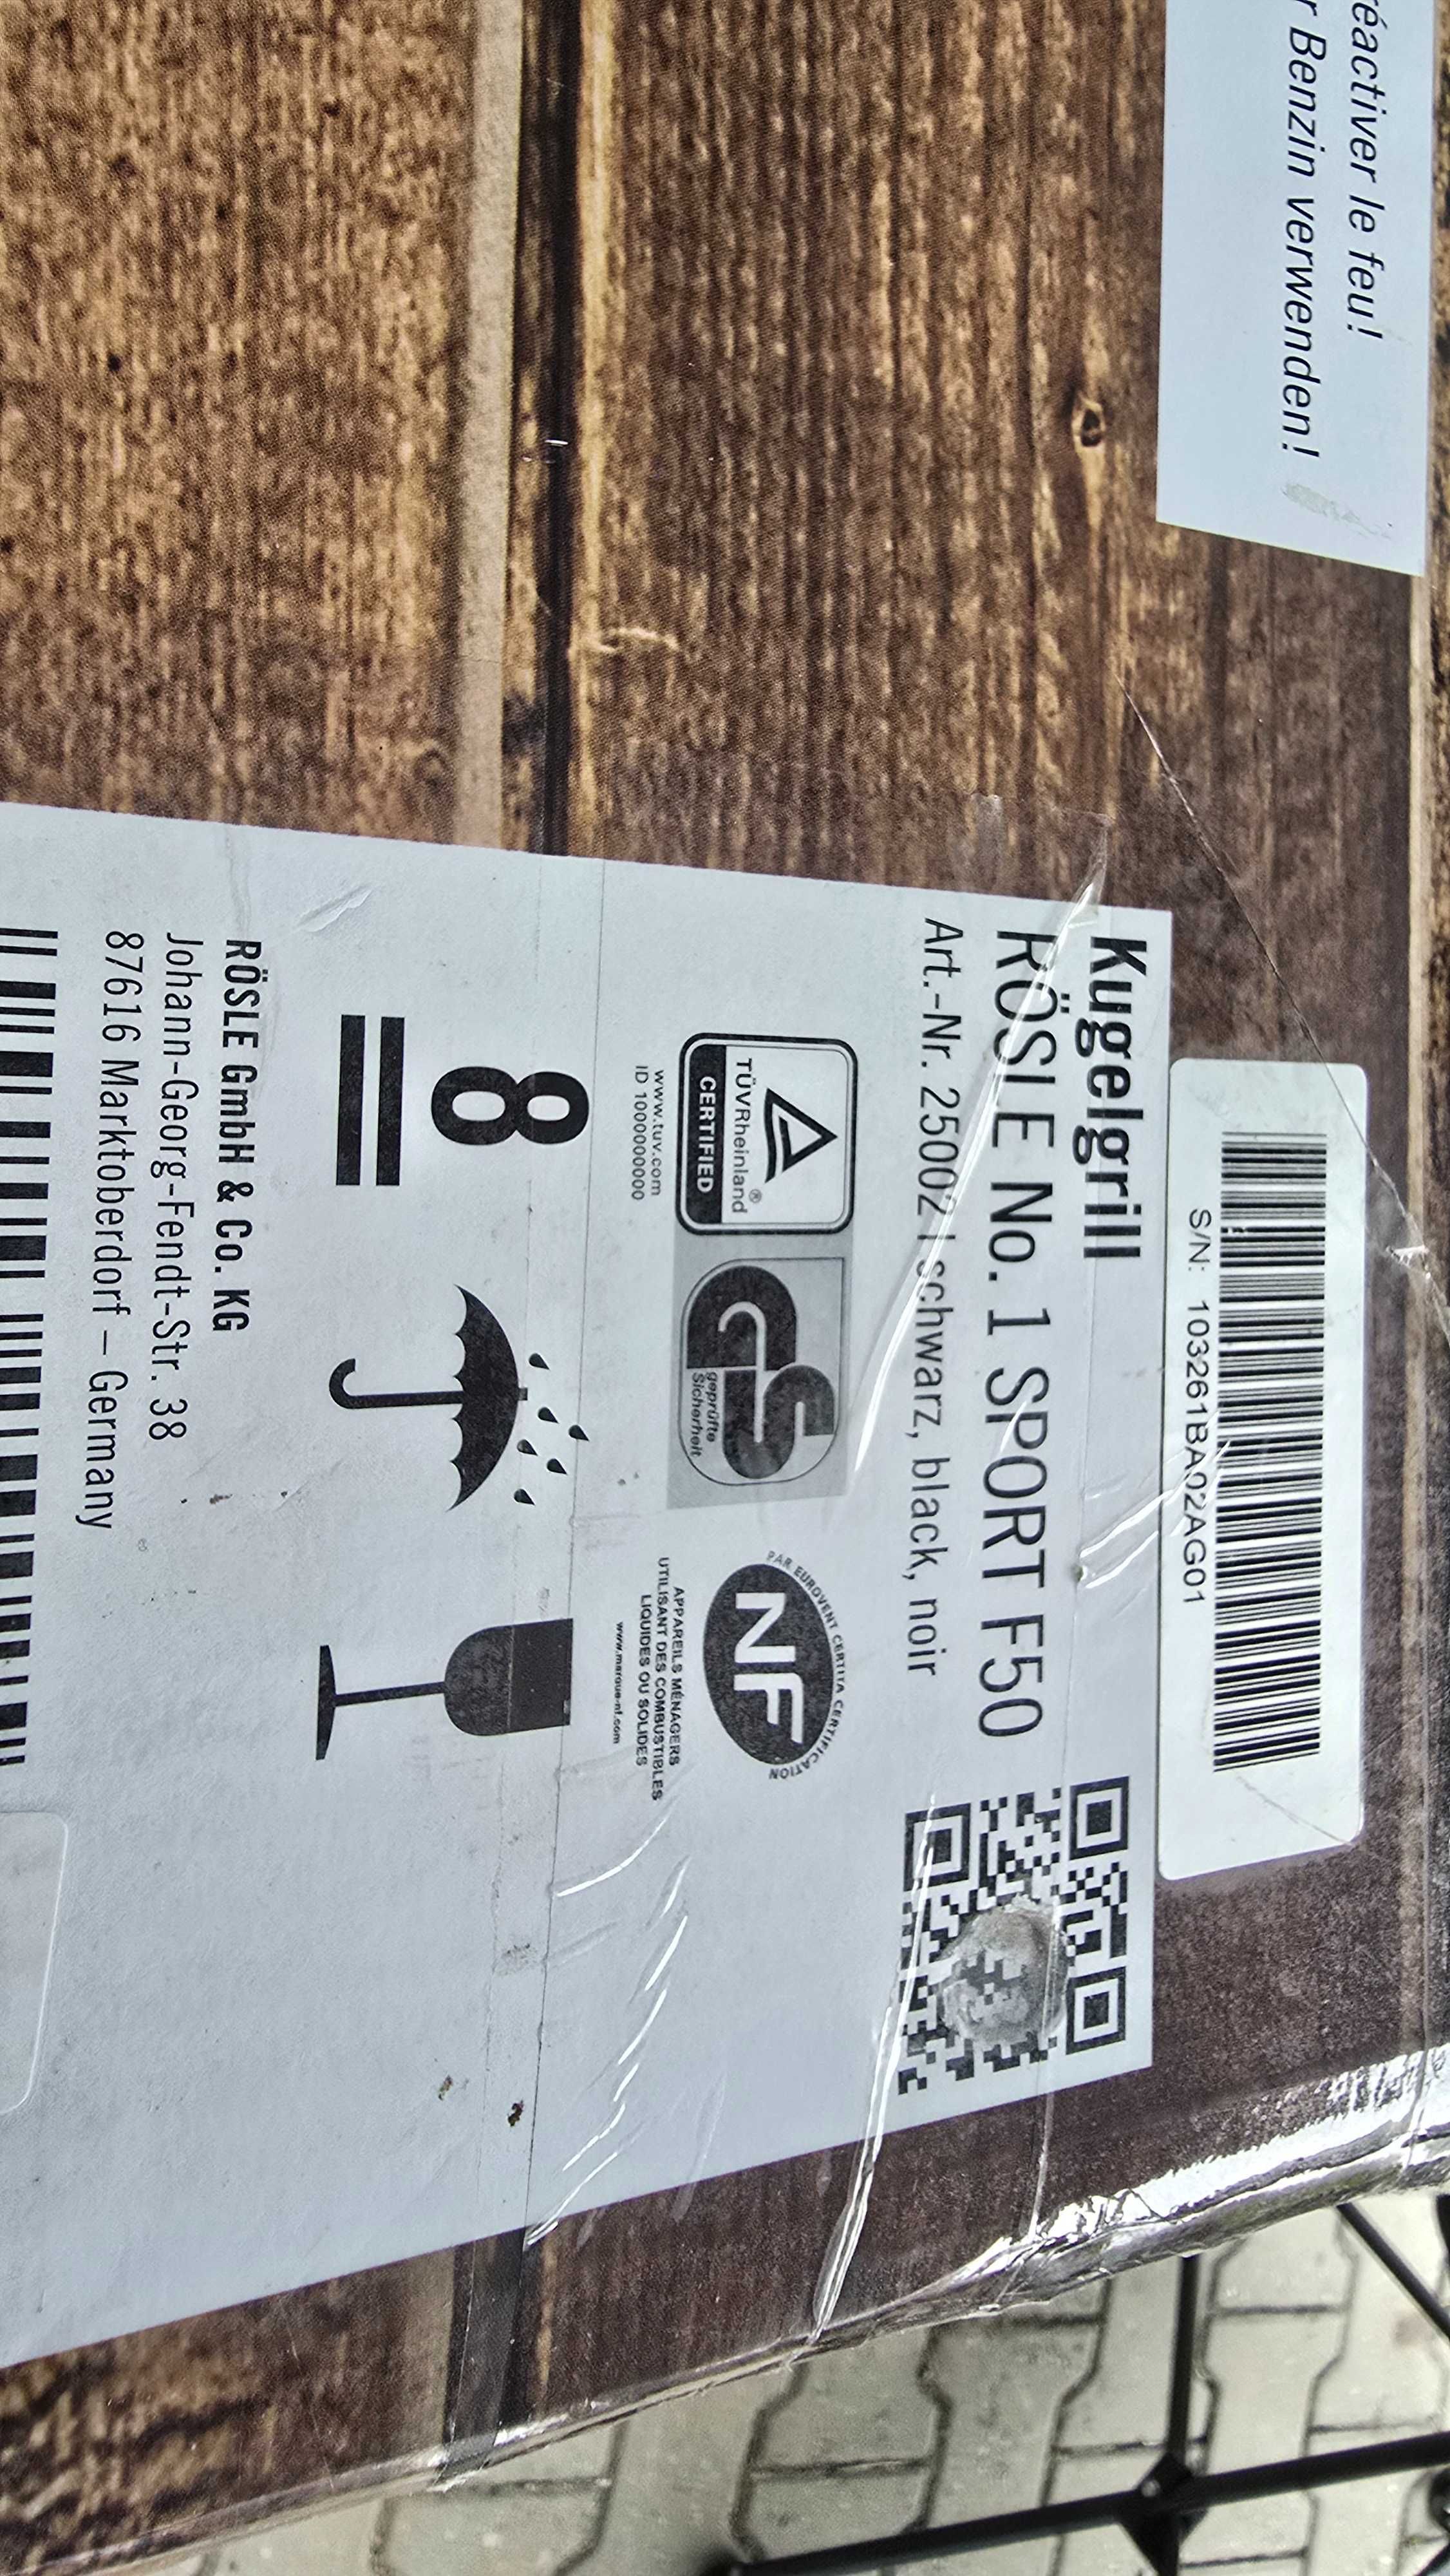 réactiver le feu!
r Benzin verwenden!
S/N: 103261BA02AG01
Kugelgrill
RÖSLE No. 1 SPORT F50
Art.-Nr. 25002 | schwarz, black, noir
TÜVRheinland®
CERTIFIED
www.tuv.com
ID 1000000000
GS
geprüfte
Sicherheit
PAR EUROVENT CERTITA CERTIFICATION
NF
APPAREILS MÉNAGERS
UTILISANT DES COMBUSTIBLES
LIQUIDES OU SOLIDES
www.marque-nf.com
8
RÖSLE GmbH & Co. KG
Johann-Georg-Fendt-Str. 38
87616 Marktoberdorf – Germany